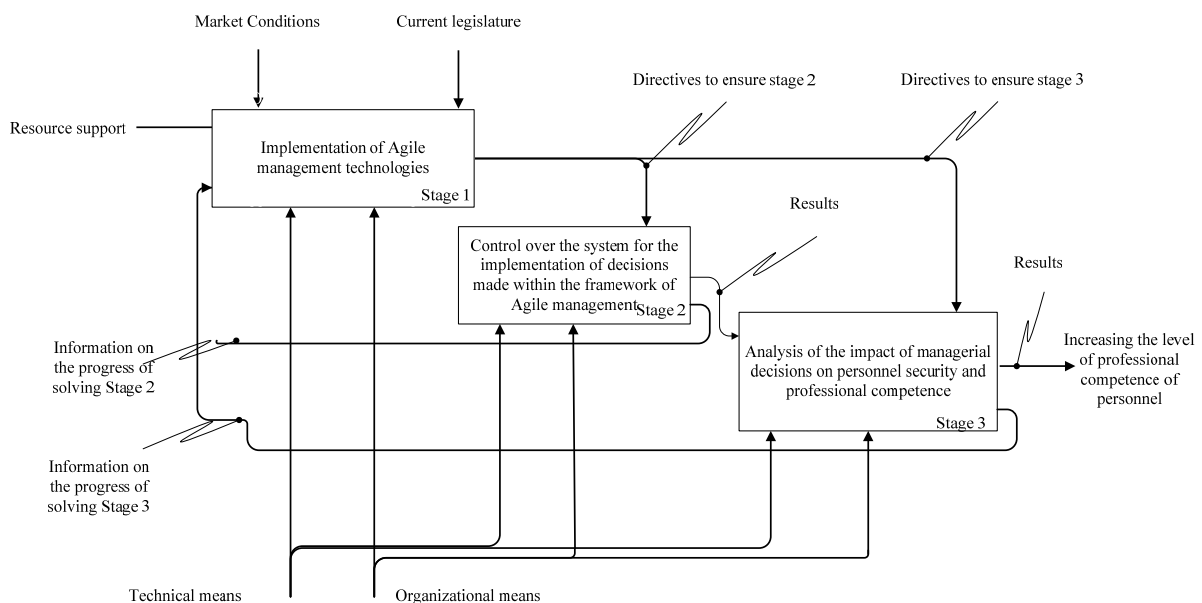 Market Conditions
Current legislature
Directives to ensure stage 2
Directives to ensure stage 3
Resource support
Implementation of Agile
management technologies
Stage 1
Results
Control over the system for the
implementation of decisions
made within the framework of
Agile management
Stage 2
Results
Information on
the progress of
solving Stage 2
Analysis of the impact of managerial
decisions on personnel security and
professional competence
Stage 3
Increasing the level
of professional
competence of
personnel
Information on
the progress of
solving Stage 3
Technical means
Organizational means